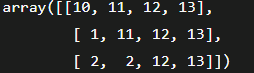 array([[10, 11, 12, 13],
       [ 1, 11, 12, 13],
       [ 2,  2, 12, 13]])